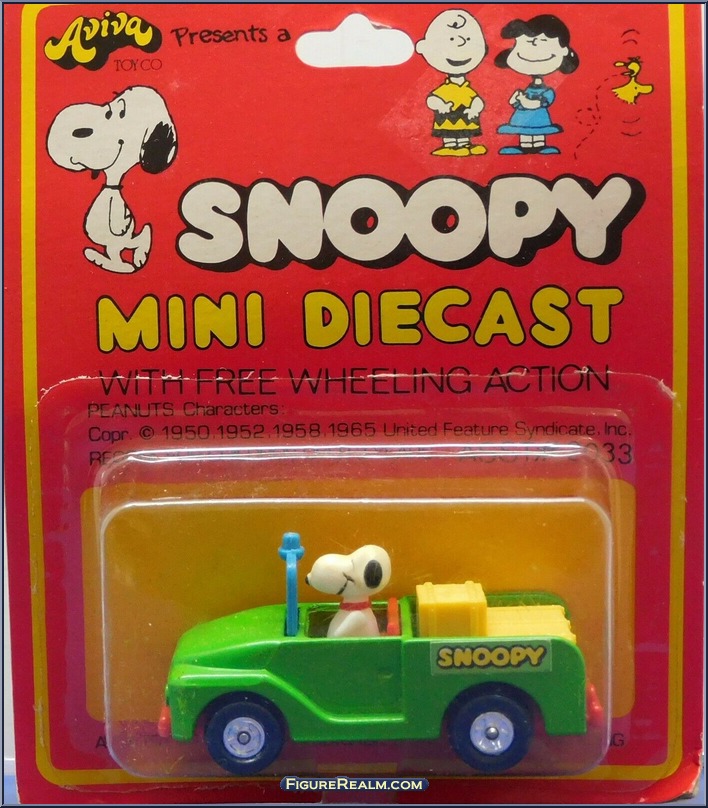 Aviva Presents a
TOY CO
SNOOPY
MINI DIECAST
WITH FREE WHEELING ACTION
PEANUTS Characters:
Copr. © 1950,1952,1958,1965 United Feature Syndicate, Inc.
SNOOPY
FIGUREREALM.COM